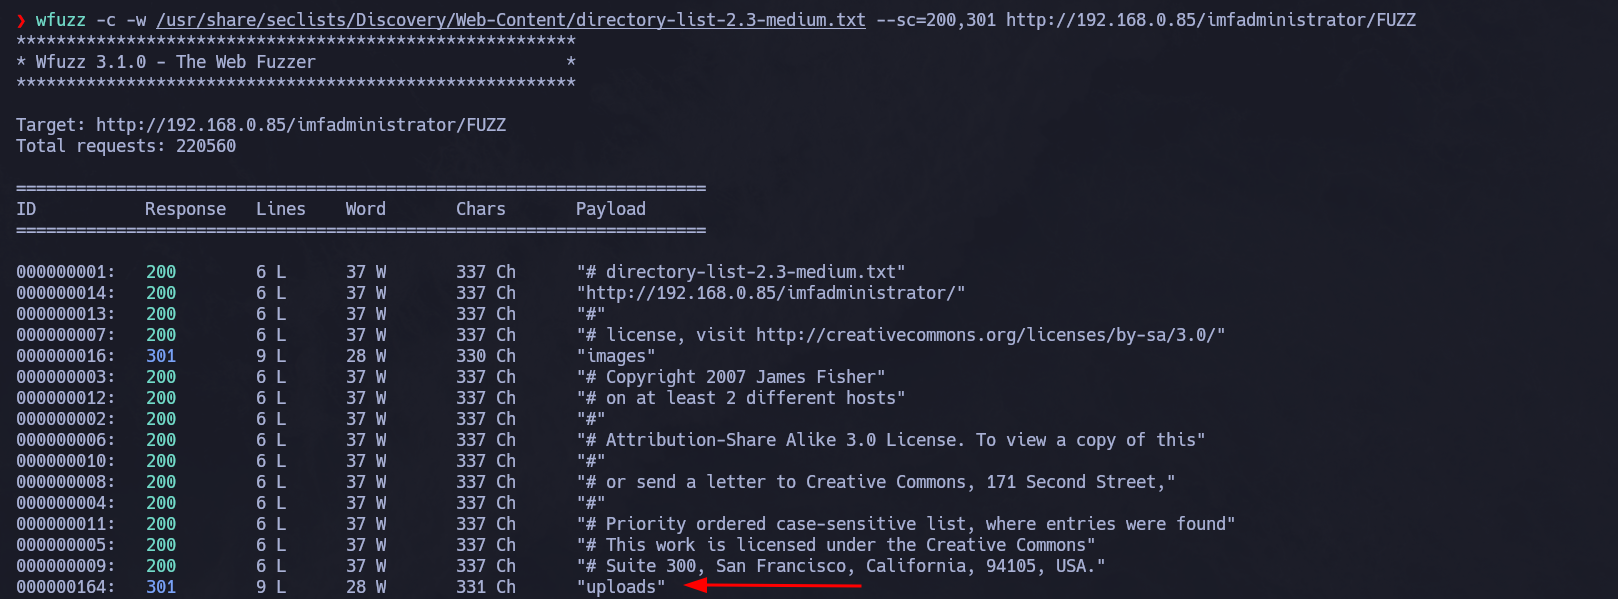 ❯ wfuzz -c -w /usr/share/seclists/Discovery/Web-Content/directory-list-2.3-medium.txt --sc=200,301 http://192.168.0.85/imfadministrator/FUZZ
********************************************************
* Wfuzz 3.1.0 - The Web Fuzzer                         *
********************************************************
Target: http://192.168.0.85/imfadministrator/FUZZ
Total requests: 220560
=====================================================================
ID           Response   Lines    Word       Chars       Payload
=====================================================================
000000001:   200        6 L      37 W       337 Ch      "# directory-list-2.3-medium.txt"
000000014:   200        6 L      37 W       337 Ch      "http://192.168.0.85/imfadministrator/"
000000013:   200        6 L      37 W       337 Ch      "#"
000000007:   200        6 L      37 W       337 Ch      "# license, visit http://creativecommons.org/licenses/by-sa/3.0/"
000000016:   301        9 L      28 W       330 Ch      "images"
000000003:   200        6 L      37 W       337 Ch      "# Copyright 2007 James Fisher"
000000012:   200        6 L      37 W       337 Ch      "# on at least 2 different hosts"
000000002:   200        6 L      37 W       337 Ch      "#"
000000006:   200        6 L      37 W       337 Ch      "# Attribution-Share Alike 3.0 License. To view a copy of this"
000000010:   200        6 L      37 W       337 Ch      "#"
000000008:   200        6 L      37 W       337 Ch      "# or send a letter to Creative Commons, 171 Second Street,"
000000004:   200        6 L      37 W       337 Ch      "#"
000000011:   200        6 L      37 W       337 Ch      "# Priority ordered case-sensitive list, where entries were found"
000000005:   200        6 L      37 W       337 Ch      "# This work is licensed under the Creative Commons"
000000009:   200        6 L      37 W       337 Ch      "# Suite 300, San Francisco, California, 94105, USA."
000000164:   301        9 L      28 W       331 Ch      "uploads"